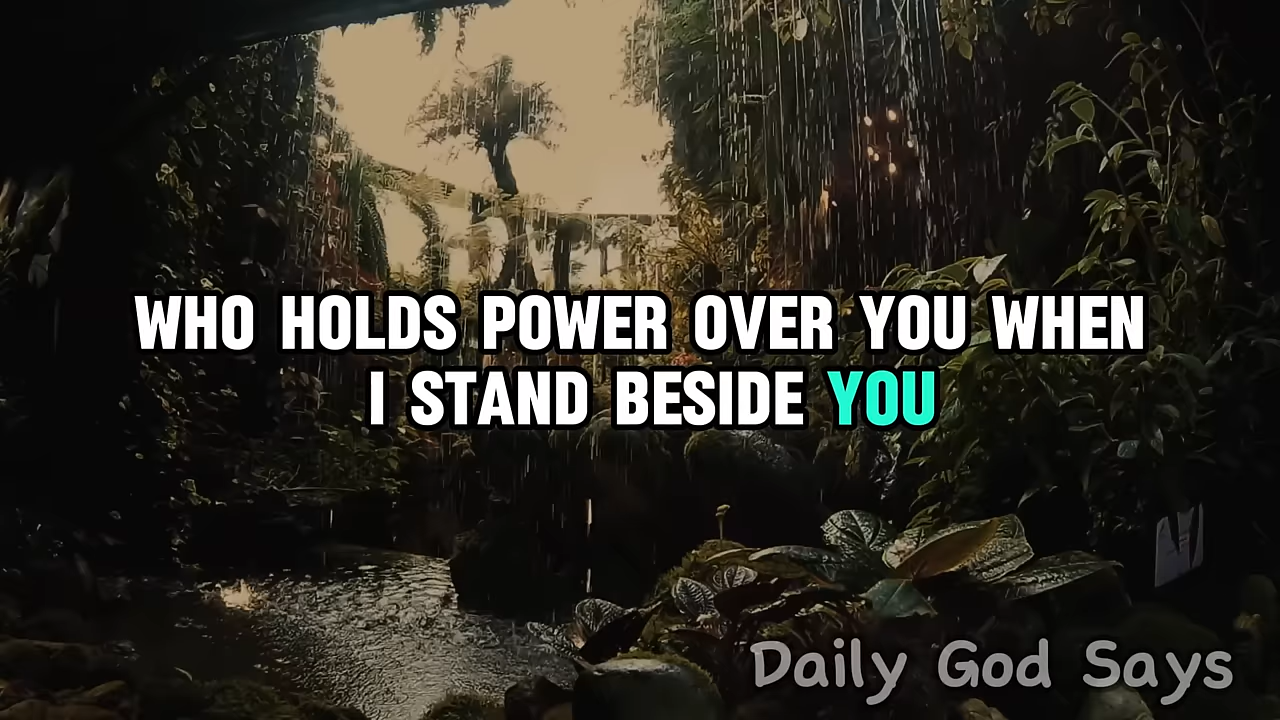 WHO HOLDS POWER OVER YOU WHEN
I STAND BESIDE YOU
Daily God Says